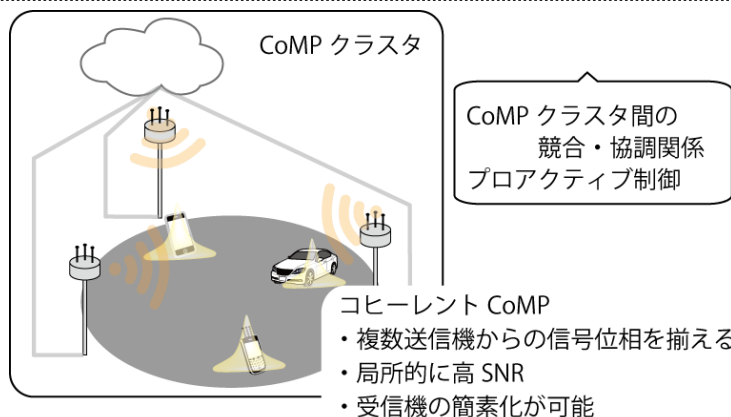 CoMP クラスタ
CoMP クラスタ間の
競合・協調関係
プロアクティブ制御
コヒーレント CoMP
・複数送信機からの信号位相を揃える
・局所的に高 SNR
・受信機の簡素化が可能